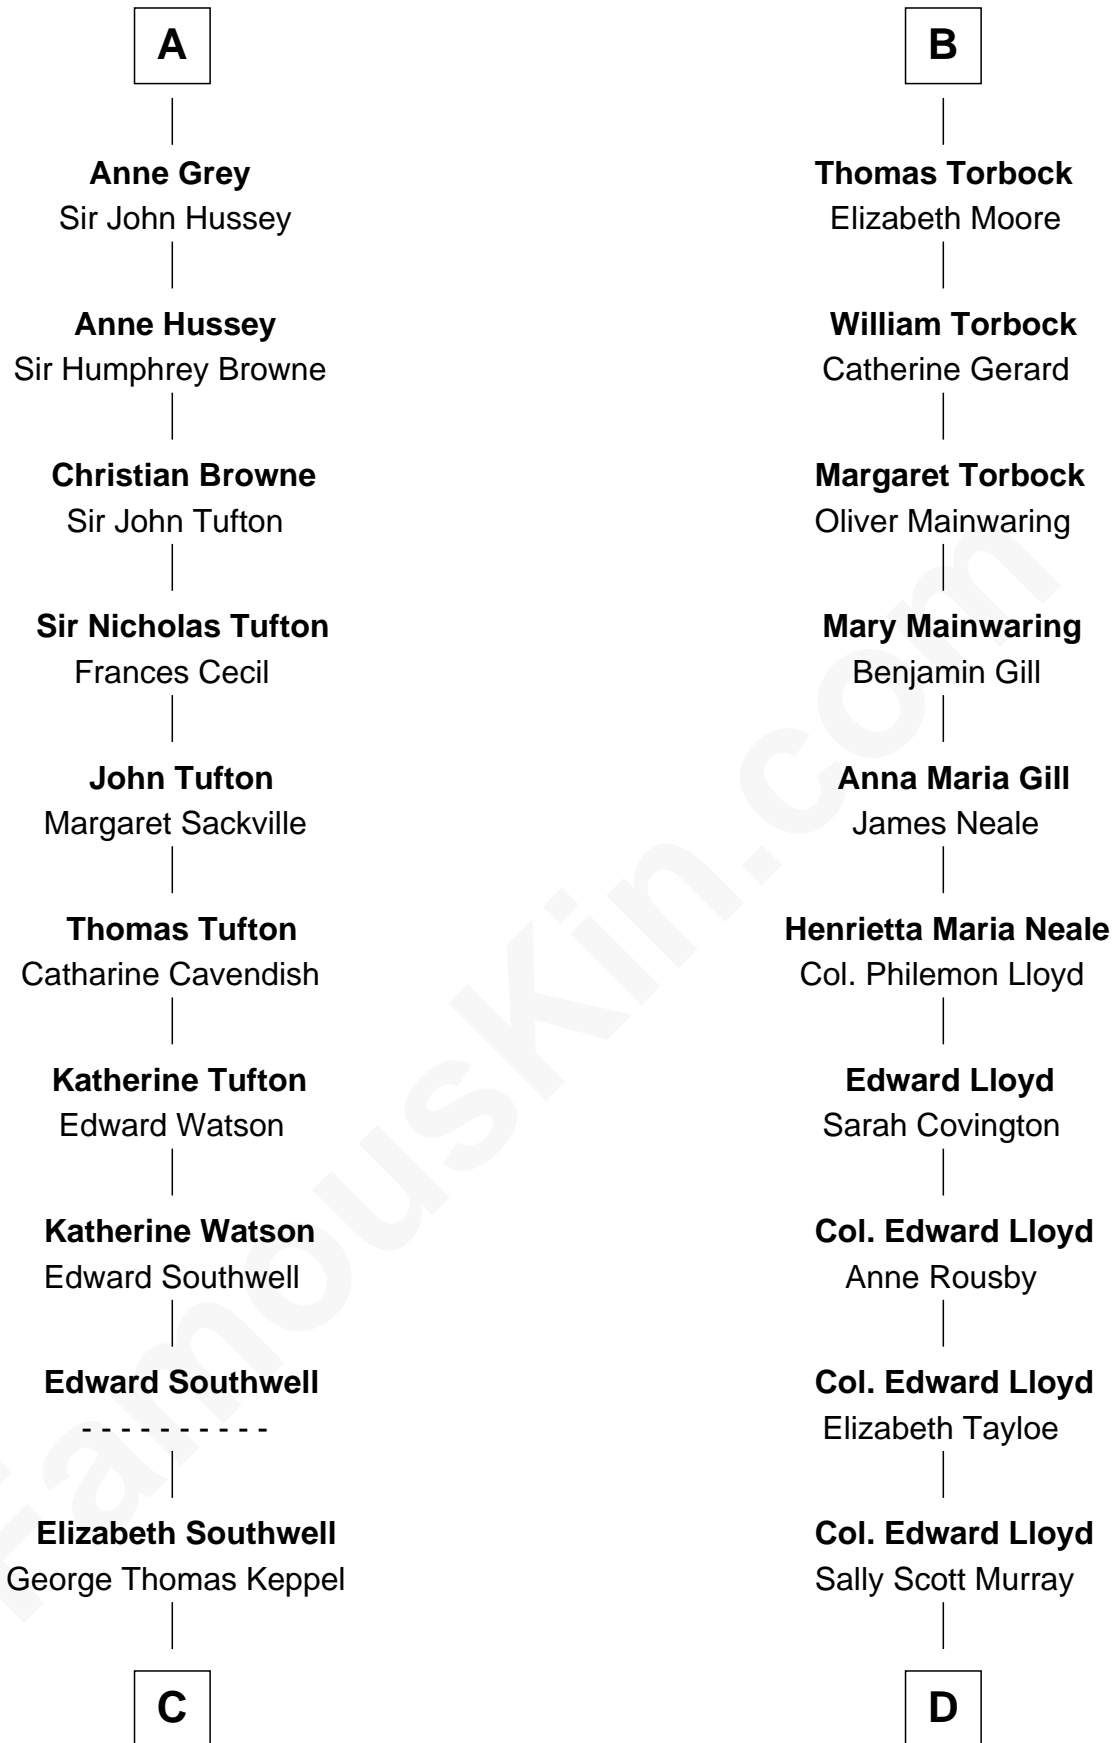 A
Anne Grey
Sir John Hussey
Anne Hussey
Sir Humphrey Browne
Christian Browne
Sir John Tufton
Sir Nicholas Tufton
Frances Cecil
John Tufton
Margaret Sackville
Thomas Tufton
Catharine Cavendish
Katherine Tufton
Edward Watson
Katherine Watson
Edward Southwell
Edward Southwell
- - - - - - - - - -
Elizabeth Southwell
George Thomas Keppel
C
B
Thomas Torbock
Elizabeth Moore
William Torbock
Catherine Gerard
Margaret Torbock
Oliver Mainwaring
Mary Mainwaring
Benjamin Gill
Anna Maria Gill
James Neale
Henrietta Maria Neale
Col. Philemon Lloyd
Edward Lloyd
Sarah Covington
Col. Edward Lloyd
Anne Rousby
Col. Edward Lloyd
Elizabeth Tayloe
Col. Edward Lloyd
Sally Scott Murray
D
FamousKin.com